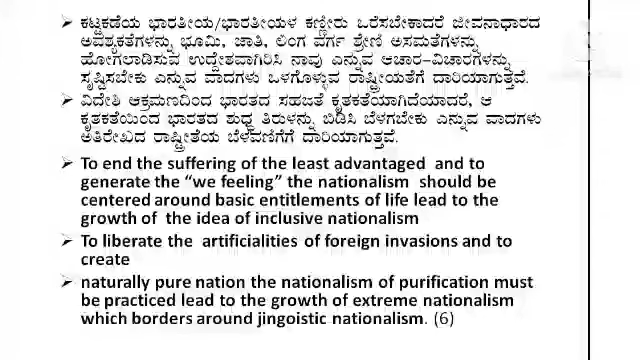 ಕಟ್ಟಕಡೆಯ ಭಾರತೀಯ/ಭಾರತೀಯಳ ಕಣ್ಣೀರು ಒರೆಸಬೇಕಾದರೆ ಜೀವನಾಧಾರದ
ಅವಶ್ಯಕತೆಗಳನ್ನು ಭೂಮಿ, ಜಾತಿ, ಲಿಂಗ ವರ್ಗ ಶ್ರೇಣಿ ಅಸಮತೆಗಳನ್ನು
ಹೋಗಲಾಡಿಸುವ ಉದ್ದೇಶವಾಗಿರಿಸಿ ನಾವು ಎನ್ನುವ ಆಚಾರ-ವಿಚಾರಗಳನ್ನು
ಸೃಷ್ಟಿಸಬೇಕು ಎನ್ನುವ ವಾದಗಳು ಒಳಗೊಳ್ಳುವ ರಾಷ್ಟ್ರೀಯತೆಗೆ ದಾರಿಯಾಗುತ್ತವೆ.
ವಿದೇಶಿ ಆಕ್ರಮಣದಿಂದ ಭಾರತದ ಸಹಜತೆ ಕೃತಕತೆಯಾಗಿದೆಯಾದರೆ, ಆ
ಕೃತಕತೆಯಿಂದ ಭಾರತದ ಶುದ್ಧ ತಿರುಳನ್ನು ಬಿಡಿಸಿ ಬೆಳಗಬೇಕು ಎನ್ನುವ ವಾದಗಳು
ಅತಿರೇಖದ ರಾಷ್ಟ್ರೀತೆಯ ಬೆಳವಣಿಗೆಗೆ ದಾರಿಯಾಗುತ್ತವೆ.
To end the suffering of the least advantaged and to
generate the “we feeling” the nationalism should be
centered around basic entitlements of life lead to the
growth of the idea of inclusive nationalism
To liberate the artificialities of foreign invasions and to
create
naturally pure nation the nationalism of purification must
be practiced lead to the growth of extreme nationalism
which borders around jingoistic nationalism. (6)